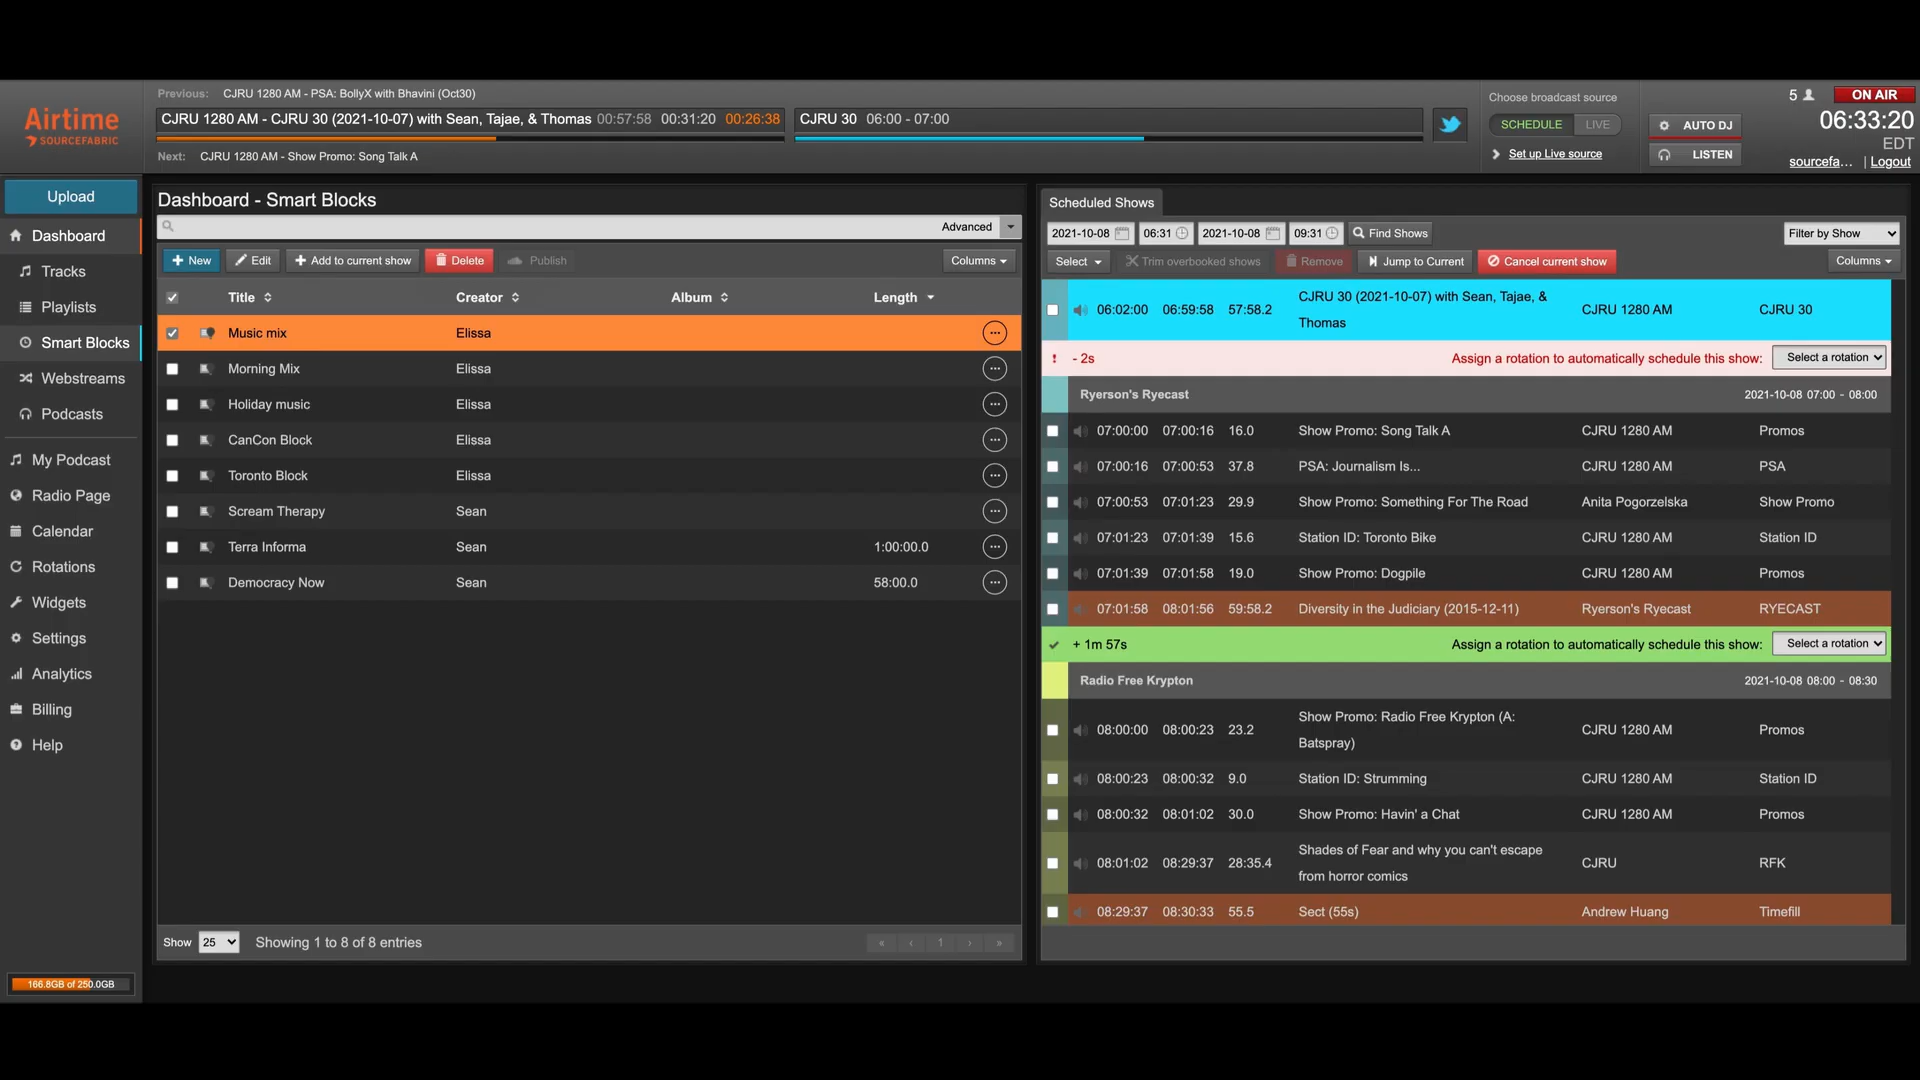 Airtime
SOURCEFABRIC
Previous: CJRU 1280 AM - PSA: BollyX with Bhavini (Oct30)
CJRU 1280 AM - CJRU 30 (2021-10-07) with Sean, Tajae, & Thomas 00:57:58 00:31:20 00:26:38
Next: CJRU 1280 AM - Show Promo: Song Talk A
CJRU 30 06:00 - 07:00
Choose broadcast source
SCHEDULE LIVE
Set up Live source
AUTO DJ
LISTEN
5 ON AIR
06:33:20
EDT
sourcefa... | Logout
Upload
Dashboard
Tracks
Playlists
Smart Blocks
Webstreams
Podcasts
My Podcast
Radio Page
Calendar
Rotations
Widgets
Settings
Analytics
Billing
Help
166.8GB of 250.0GB
Dashboard - Smart Blocks
Advanced
New Edit Add to current show Delete Publish Columns
Title Creator Album Length
Music mix Elissa
Morning Mix Elissa
Holiday music Elissa
CanCon Block Elissa
Toronto Block Elissa
Scream Therapy Sean
Terra Informa Sean 1:00:00.0
Democracy Now Sean 58:00.0
Show 25 Showing 1 to 8 of 8 entries « ‹ 1 › »
Scheduled Shows
2021-10-08 06:31 2021-10-08 09:31 Find Shows Filter by Show
Select Trim overbooked shows Remove Jump to Current Cancel current show Columns
06:02:00 06:59:58 57:58.2 CJRU 30 (2021-10-07) with Sean, Tajae, & CJRU 1280 AM CJRU 30
Thomas
- 2s Assign a rotation to automatically schedule this show: Select a rotation
Ryerson's Ryecast 2021-10-08 07:00 - 08:00
07:00:00 07:00:16 16.0 Show Promo: Song Talk A CJRU 1280 AM Promos
07:00:16 07:00:53 37.8 PSA: Journalism Is... CJRU 1280 AM PSA
07:00:53 07:01:23 29.9 Show Promo: Something For The Road Anita Pogorzelska Show Promo
07:01:23 07:01:39 15.6 Station ID: Toronto Bike CJRU 1280 AM Station ID
07:01:39 07:01:58 19.0 Show Promo: Dogpile CJRU 1280 AM Promos
07:01:58 08:01:56 59:58.2 Diversity in the Judiciary (2015-12-11) Ryerson's Ryecast RYECAST
+ 1m 57s Assign a rotation to automatically schedule this show: Select a rotation
Radio Free Krypton 2021-10-08 08:00 - 08:30
08:00:00 08:00:23 23.2 Show Promo: Radio Free Krypton (A: CJRU 1280 AM Promos
Batspray)
08:00:23 08:00:32 9.0 Station ID: Strumming CJRU 1280 AM Station ID
08:00:32 08:01:02 30.0 Show Promo: Havin' a Chat CJRU 1280 AM Promos
08:01:02 08:29:37 28:35.4 Shades of Fear and why you can't escape CJRU RFK
from horror comics
08:29:37 08:30:33 55.5 Sect (55s) Andrew Huang Timefill